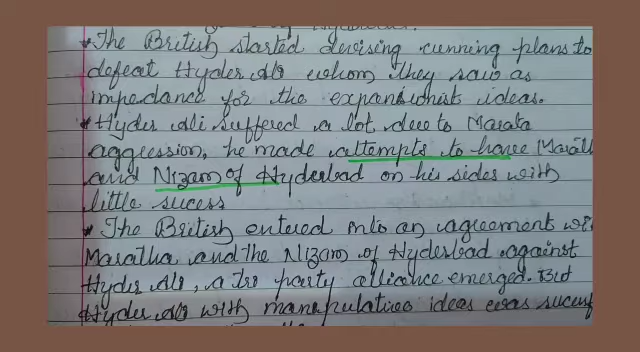 The British started devising cunning plans to
defeat Hyder Ali whom they saw as
impedance for the expansionists ideas.
Hyder Ali suffered a lot due to Marata
aggression, he made attempts to have Marat
and Nizam of Hyderbad on his sides with
little sucess
The British entered into an agreement wi
Maratha and the Nizam of Hyderbad against
Hyder Ali, a Tri party alliance emerged. But
Hyder Ali with manipulative ideas was sucessf